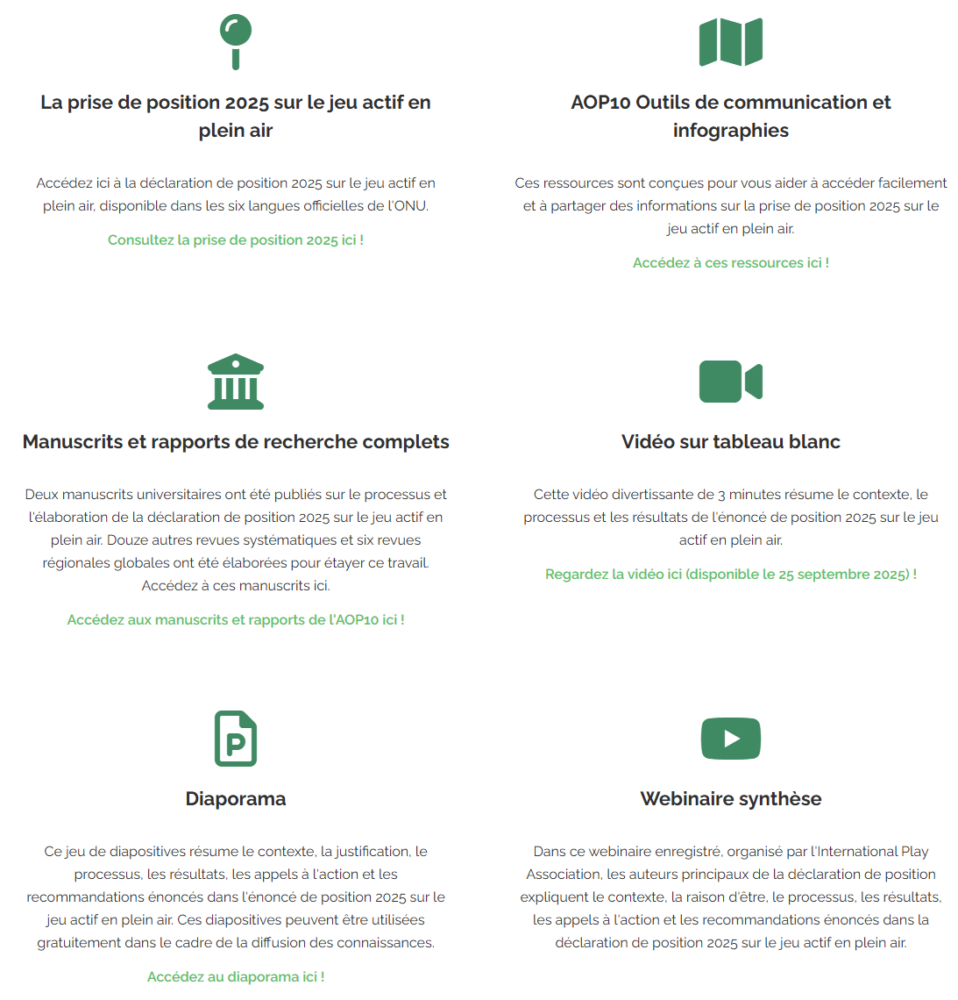 La prise de position 2025 sur le jeu actif en
plein air
Accédez ici à la déclaration de position 2025 sur le jeu actif en
plein air, disponible dans les six langues officielles de l'ONU.
Consultez la prise de position 2025 ici !
AOP10 Outils de communication et
infographies
Ces ressources sont conçues pour vous aider à accéder facilement
et à partager des informations sur la prise de position 2025 sur le
jeu actif en plein air.
Accédez à ces ressources ici !
Manuscrits et rapports de recherche complets
Deux manuscrits universitaires ont été publiés sur le processus et
l'élaboration de la déclaration de position 2025 sur le jeu actif en
plein air. Douze autres revues systématiques et six revues
régionales globales ont été élaborées pour étayer ce travail.
Accédez à ces manuscrits ici.
Accédez aux manuscrits et rapports de l'AOP10 ici !
Vidéo sur tableau blanc
Cette vidéo divertissante de 3 minutes résume le contexte, le
processus et les résultats de l'énoncé de position 2025 sur le jeu
actif en plein air.
Regardez la vidéo ici (disponible le 25 septembre 2025) !
P
Diaporama
Ce jeu de diapositives résume le contexte, la justification, le
processus, les résultats, les appels à l'action et les
recommandations énoncés dans l'énoncé de position 2025 sur le
jeu actif en plein air. Ces diapositives peuvent être utilisées
gratuitement dans le cadre de la diffusion des connaissances.
Accédez au diaporama ici !
Webinaire synthèse
Dans ce webinaire enregistré, organisé par l'International Play
Association, les auteurs principaux de la déclaration de position
expliquent le contexte, la raison d'être, le processus, les résultats,
les appels à l'action et les recommandations énoncés dans la
déclaration de position 2025 sur le jeu actif en plein air.